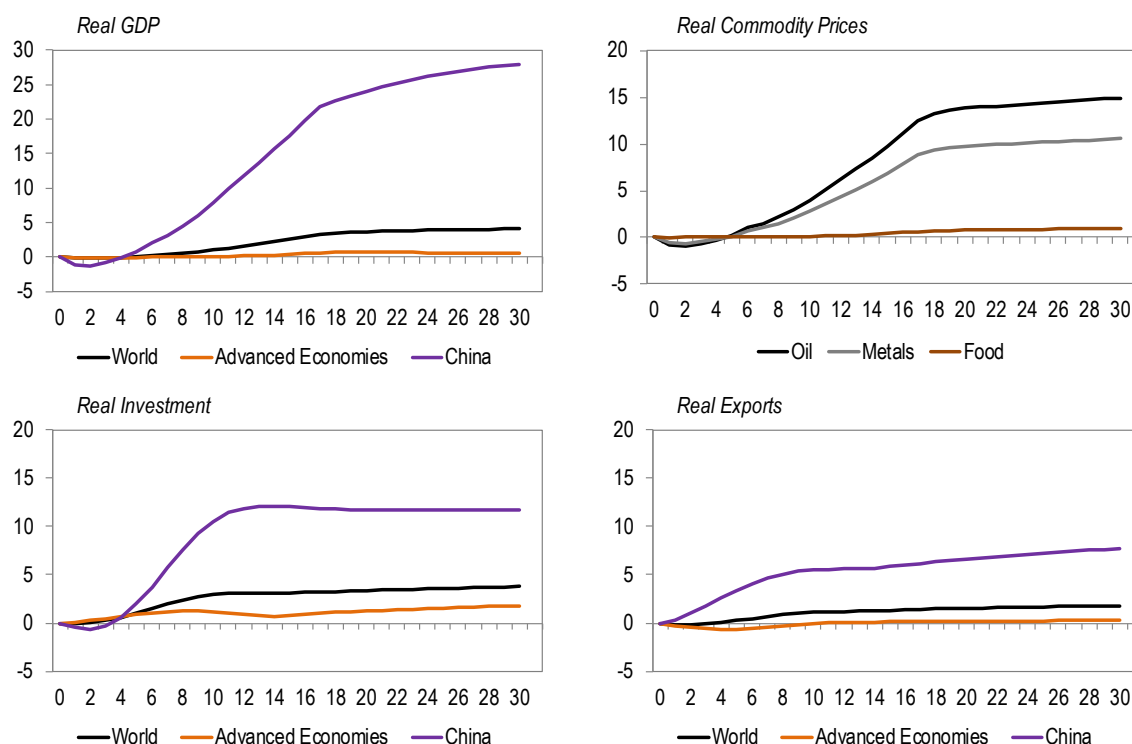 Real GDP
30
25
20
15
10
5
0
-5
0 2 4 6 8 10 12 14 16 18 20 22 24 26 28 30
World Advanced Economies China
Real Commodity Prices
20
15
10
5
0
-5
0 2 4 6 8 10 12 14 16 18 20 22 24 26 28 30
Oil Metals Food
Real Investment
20
15
10
5
0
-5
0 2 4 6 8 10 12 14 16 18 20 22 24 26 28 30
World Advanced Economies China
Real Exports
20
15
10
5
0
-5
0 2 4 6 8 10 12 14 16 18 20 22 24 26 28 30
World Advanced Economies China